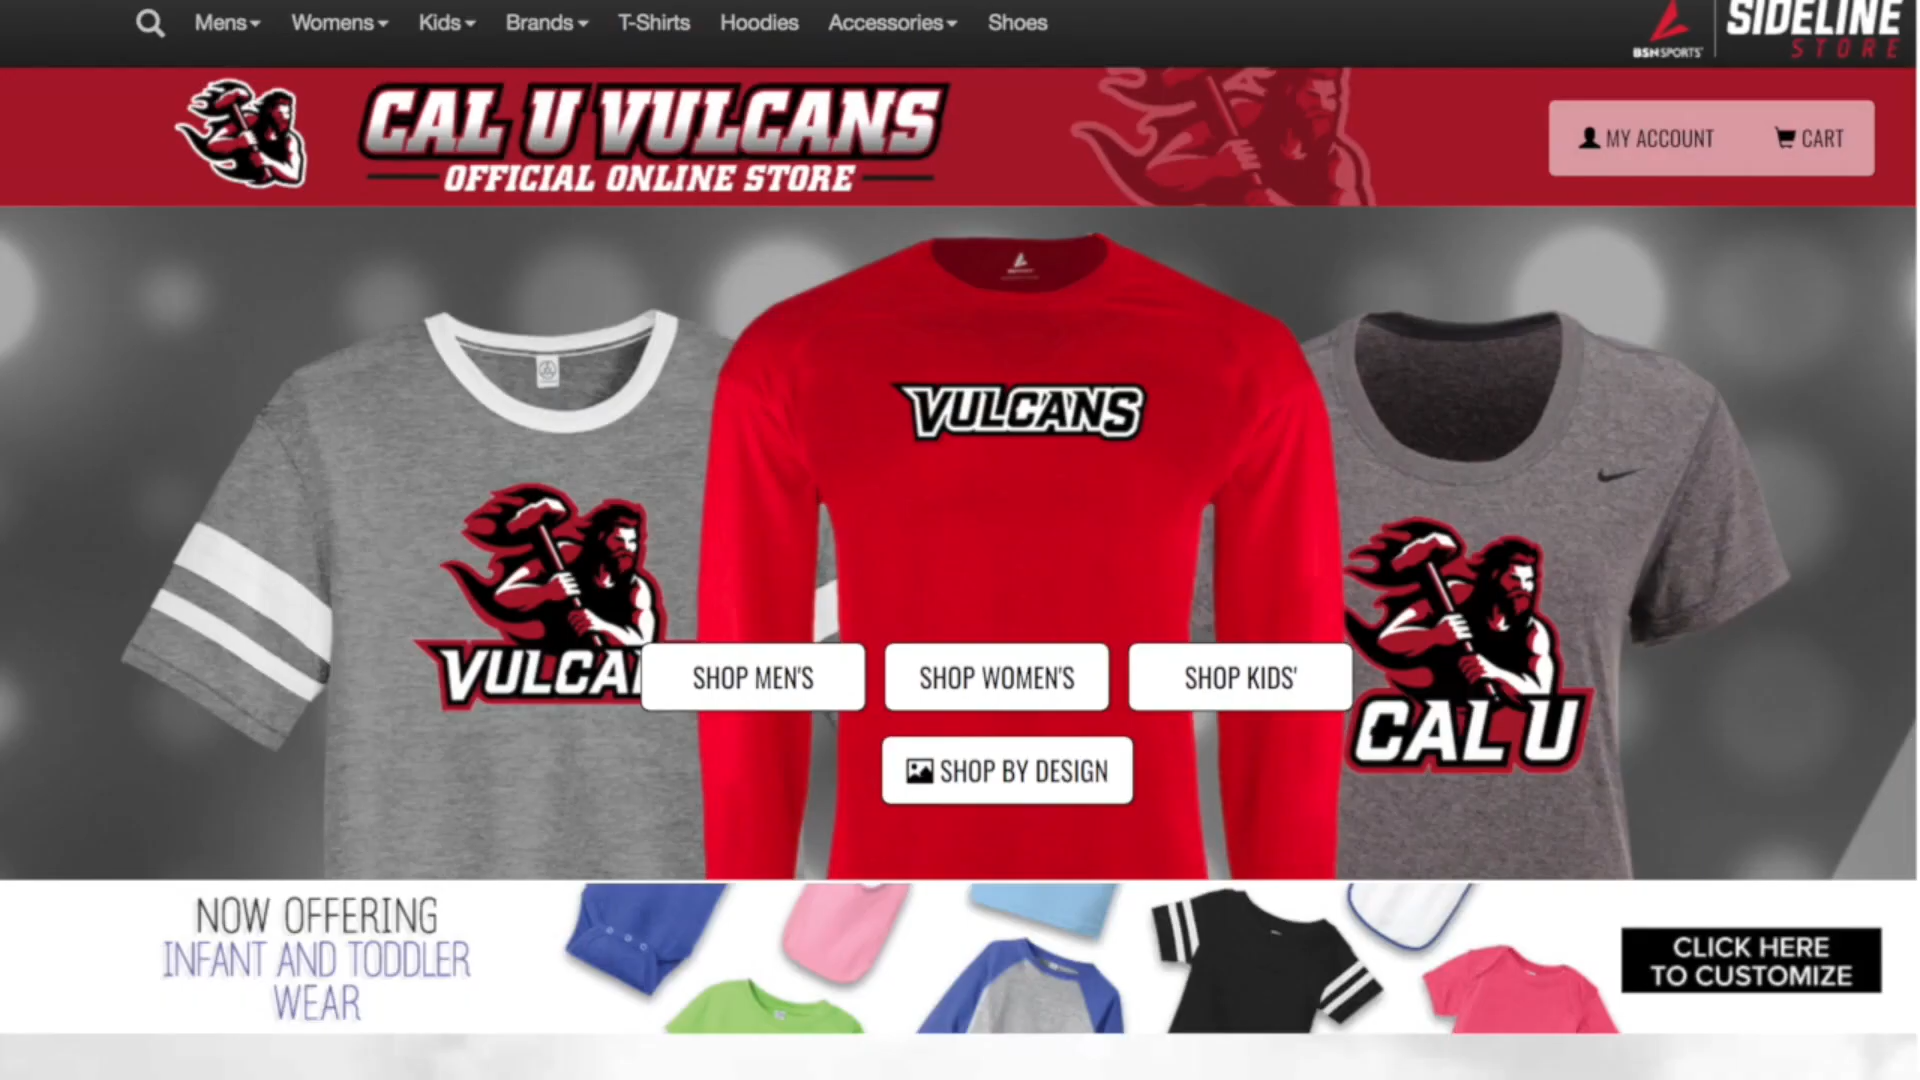 Mens Womens Kids Brands T-Shirts Hoodies Accessories Shoes
BSN SPORTS
SIDELINE
STORE
CAL U VULCANS
OFFICIAL ONLINE STORE
MY ACCOUNT CART
VULCANS
VULCA
CAL U
SHOP MEN'S SHOP WOMEN'S SHOP KIDS'
SHOP BY DESIGN
NOW OFFERING
INFANT AND TODDLER
WEAR
CLICK HERE
TO CUSTOMIZE